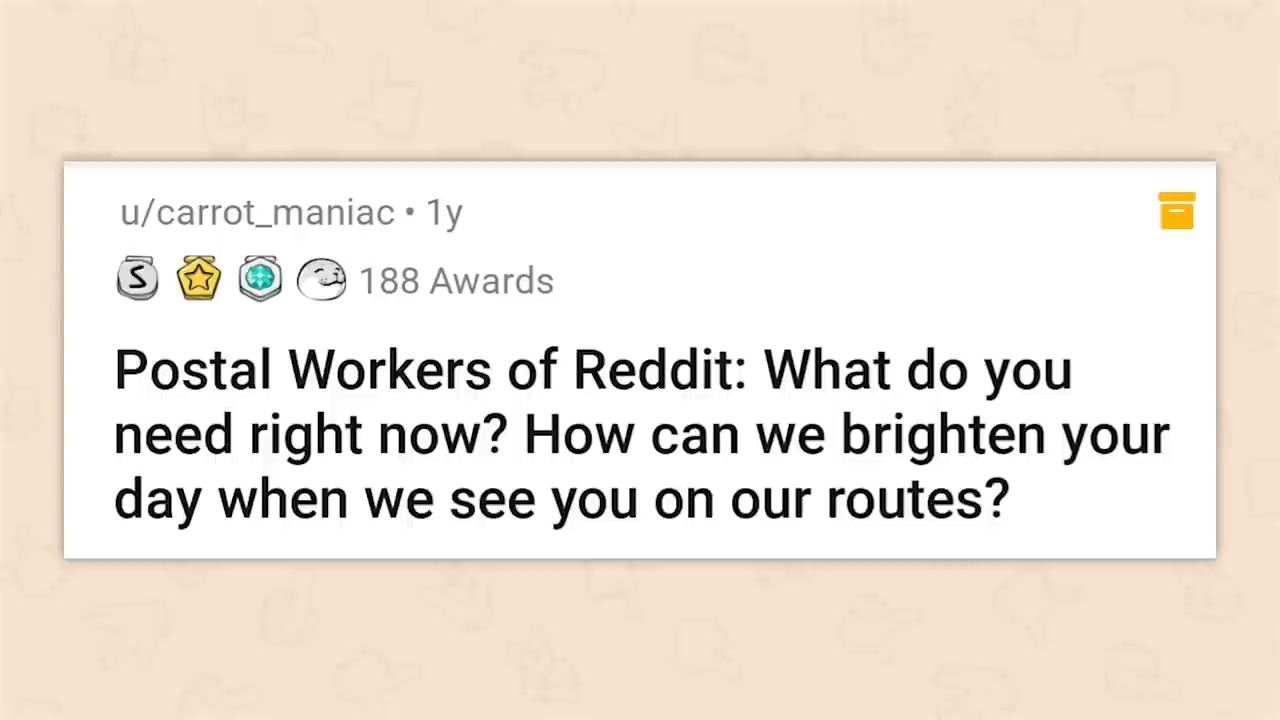 u/carrot_maniac • 1y
S 188 Awards
Postal Workers of Reddit: What do you
need right now? How can we brighten your
day when we see you on our routes?